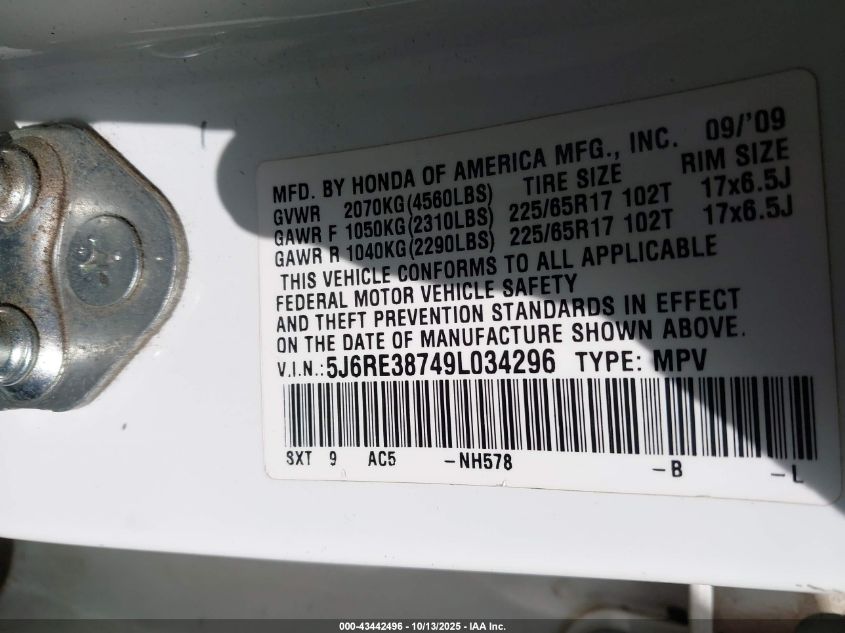 MFD. BY HONDA OF AMERICA MFG., INC. 09/'09
GVWR 2070KG(4560LBS) TIRE SIZE RIM SIZE
GAWR F 1050KG(2310LBS) 225/65R17 102T 17x6.5J
GAWR R 1040KG(2290LBS) 225/65R17 102T 17x6.5J
THIS VEHICLE CONFORMS TO ALL APPLICABLE
FEDERAL MOTOR VEHICLE SAFETY
AND THEFT PREVENTION STANDARDS IN EFFECT
ON THE DATE OF MANUFACTURE SHOWN ABOVE.
V.I.N.:5J6RE38749L034296 TYPE: MPV
SXT 9 AC5 -NH578 -B -L
000-43442496 - 10/13/2025 - IAA Inc.